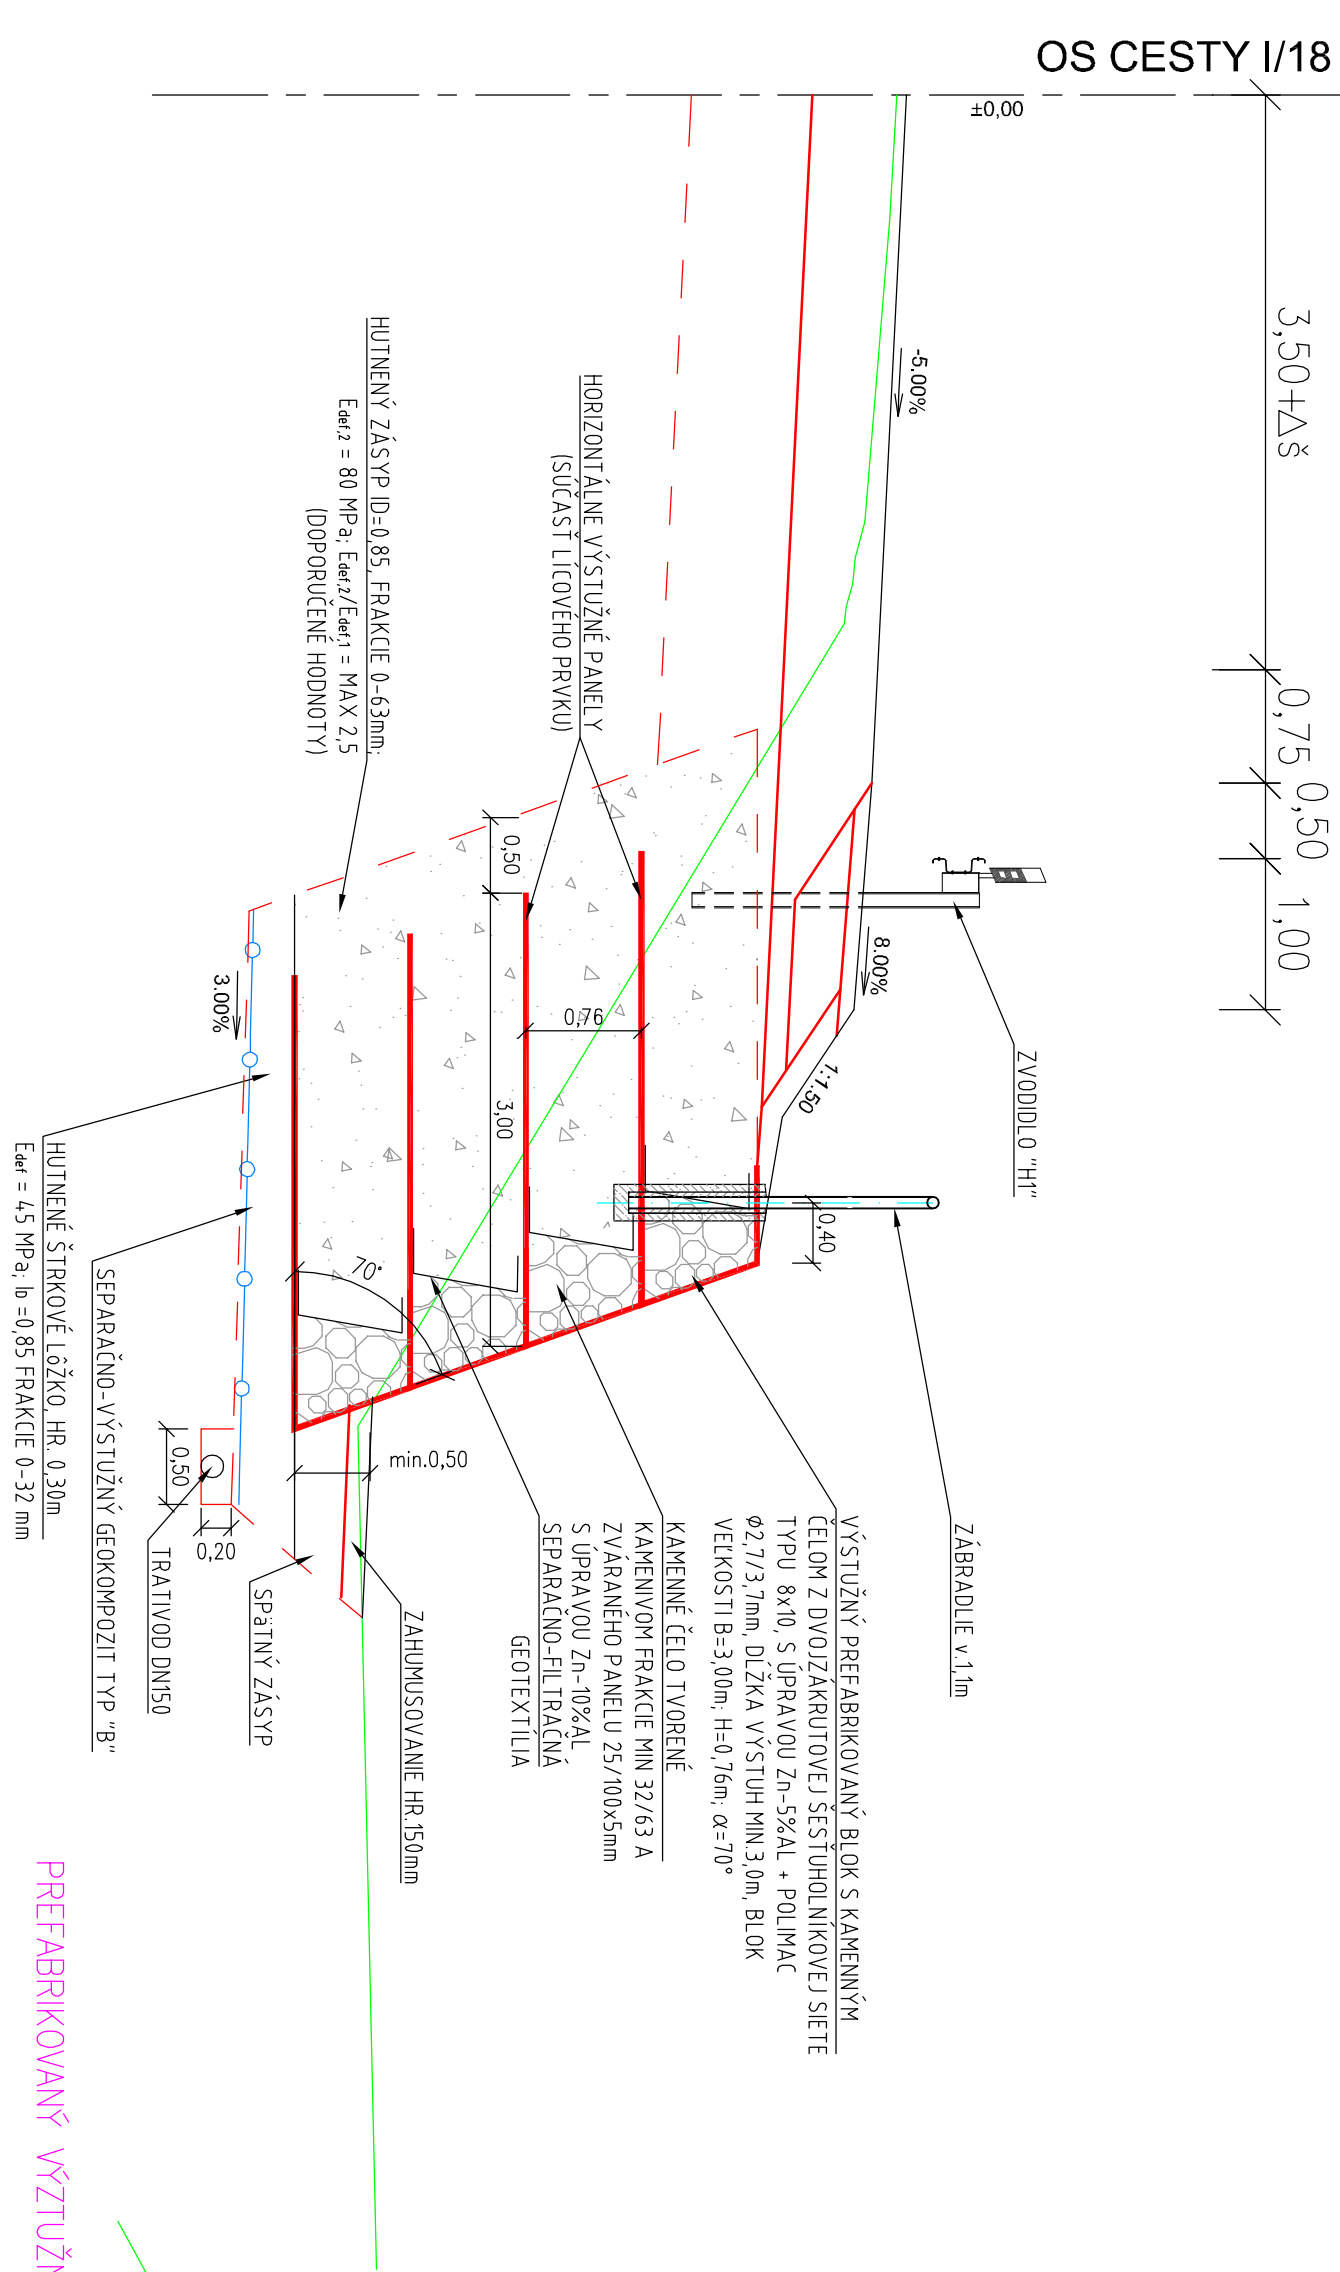 OS CESTY I/18
±0,00
3,50+△Š
0,75
0,50
1,00
-5.00%
8.00%
1:1.50
ZVODIDLO "H1"
HORIZONTÁLNE VÝSTUŽNÉ PANELY
(SÚČASŤ LÍCOVÉHO PRVKU)
HUTNENÝ ZÁSYP ID=0,85, FRAKCIE 0-63mm;
Edef,2 = 80 MPa; Edef,2/Edef,1 = MAX 2,5
(DOPORUČENÉ HODNOTY)
0,50
0,76
3,00
0,40
70°
3.00%
min.0,50
0,50
0,20
ZÁBRADLIE v.1,1m
VÝSTUŽNÝ PREFABRIKOVANÝ BLOK S KAMENNÝM
ČELOM Z DVOJZÁKRUTOVEJ ŠESŤUHOLNÍKOVEJ SIETE
TYPU 8x10, S ÚPRAVOU Zn-5%AL + POLIMAC
Ø2,7/3,7mm, DĹŽKA VÝSTUH MIN.3,0m, BLOK
VEĽKOSTI B=3,00m; H=0,76m; α=70°
KAMENNÉ ČELO TVORENÉ
KAMENIVOM FRAKCIE MIN 32/63 A
ZVÁRANÉHO PANELU 25/100x5mm
S ÚPRAVOU Zn-10%AL
SEPARAČNO-FILTRAČNÁ
GEOTEXTÍLIA
ZAHUMUSOVANIE HR.150mm
SPäTNÝ ZÁSYP
TRATIVOD DN150
SEPARAČNO-VÝSTUŽNÝ GEOKOMPOZIT TYP "B"
HUTNENÉ ŠTRKOVÉ LôŽKO, HR. 0,30m
Edef = 45 MPa; ID =0,85 FRAKCIE 0-32 mm
PREFABRIKOVANÝ VÝZTUŽN